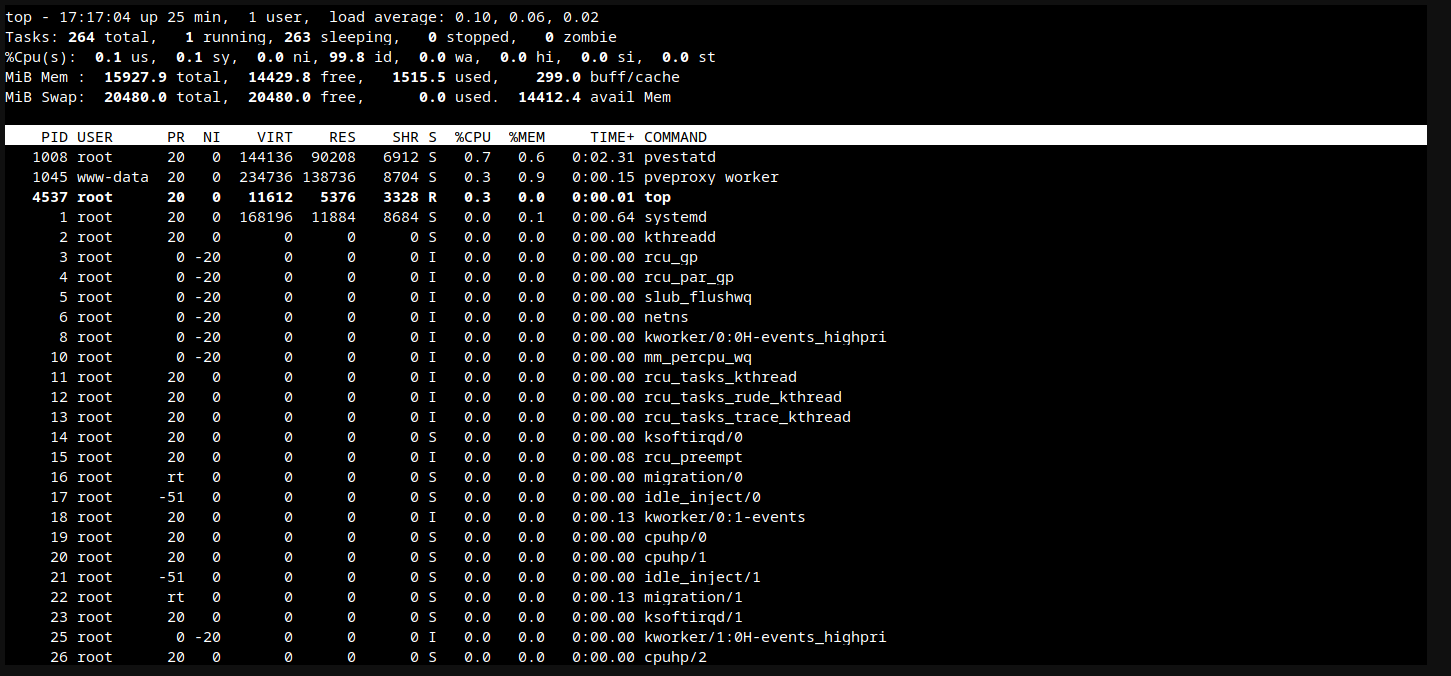 top - 17:17:04 up 25 min,  1 user,  load average: 0.10, 0.06, 0.02
Tasks: 264 total,   1 running, 263 sleeping,   0 stopped,   0 zombie
%Cpu(s):  0.1 us,  0.1 sy,  0.0 ni, 99.8 id,  0.0 wa,  0.0 hi,  0.0 si,  0.0 st
MiB Mem :  15927.9 total,  14429.8 free,   1515.5 used,    299.0 buff/cache
MiB Swap:  20480.0 total,  20480.0 free,      0.0 used.  14412.4 avail Mem
PID USER      PR  NI    VIRT    RES    SHR S  %CPU  %MEM     TIME+ COMMAND
1008 root      20   0  144136  90208   6912 S   0.7   0.6   0:02.31 pvestatd
1045 www-data  20   0  234736 138736   8704 S   0.3   0.9   0:00.15 pveproxy worker
4537 root      20   0   11612   5376   3328 R   0.3   0.0   0:00.01 top
1 root      20   0  168196  11884   8684 S   0.0   0.1   0:00.64 systemd
2 root      20   0       0      0      0 S   0.0   0.0   0:00.00 kthreadd
3 root       0 -20       0      0      0 I   0.0   0.0   0:00.00 rcu_gp
4 root       0 -20       0      0      0 I   0.0   0.0   0:00.00 rcu_par_gp
5 root       0 -20       0      0      0 I   0.0   0.0   0:00.00 slub_flushwq
6 root       0 -20       0      0      0 I   0.0   0.0   0:00.00 netns
8 root       0 -20       0      0      0 I   0.0   0.0   0:00.00 kworker/0:0H-events_highpri
10 root       0 -20       0      0      0 I   0.0   0.0   0:00.00 mm_percpu_wq
11 root      20   0       0      0      0 I   0.0   0.0   0:00.00 rcu_tasks_kthread
12 root      20   0       0      0      0 I   0.0   0.0   0:00.00 rcu_tasks_rude_kthread
13 root      20   0       0      0      0 I   0.0   0.0   0:00.00 rcu_tasks_trace_kthread
14 root      20   0       0      0      0 S   0.0   0.0   0:00.00 ksoftirqd/0
15 root      20   0       0      0      0 I   0.0   0.0   0:00.08 rcu_preempt
16 root      rt   0       0      0      0 S   0.0   0.0   0:00.00 migration/0
17 root     -51   0       0      0      0 S   0.0   0.0   0:00.00 idle_inject/0
18 root      20   0       0      0      0 I   0.0   0.0   0:00.13 kworker/0:1-events
19 root      20   0       0      0      0 S   0.0   0.0   0:00.00 cpuhp/0
20 root      20   0       0      0      0 S   0.0   0.0   0:00.00 cpuhp/1
21 root     -51   0       0      0      0 S   0.0   0.0   0:00.00 idle_inject/1
22 root      rt   0       0      0      0 S   0.0   0.0   0:00.13 migration/1
23 root      20   0       0      0      0 S   0.0   0.0   0:00.00 ksoftirqd/1
25 root       0 -20       0      0      0 I   0.0   0.0   0:00.00 kworker/1:0H-events_highpri
26 root      20   0       0      0      0 S   0.0   0.0   0:00.00 cpuhp/2